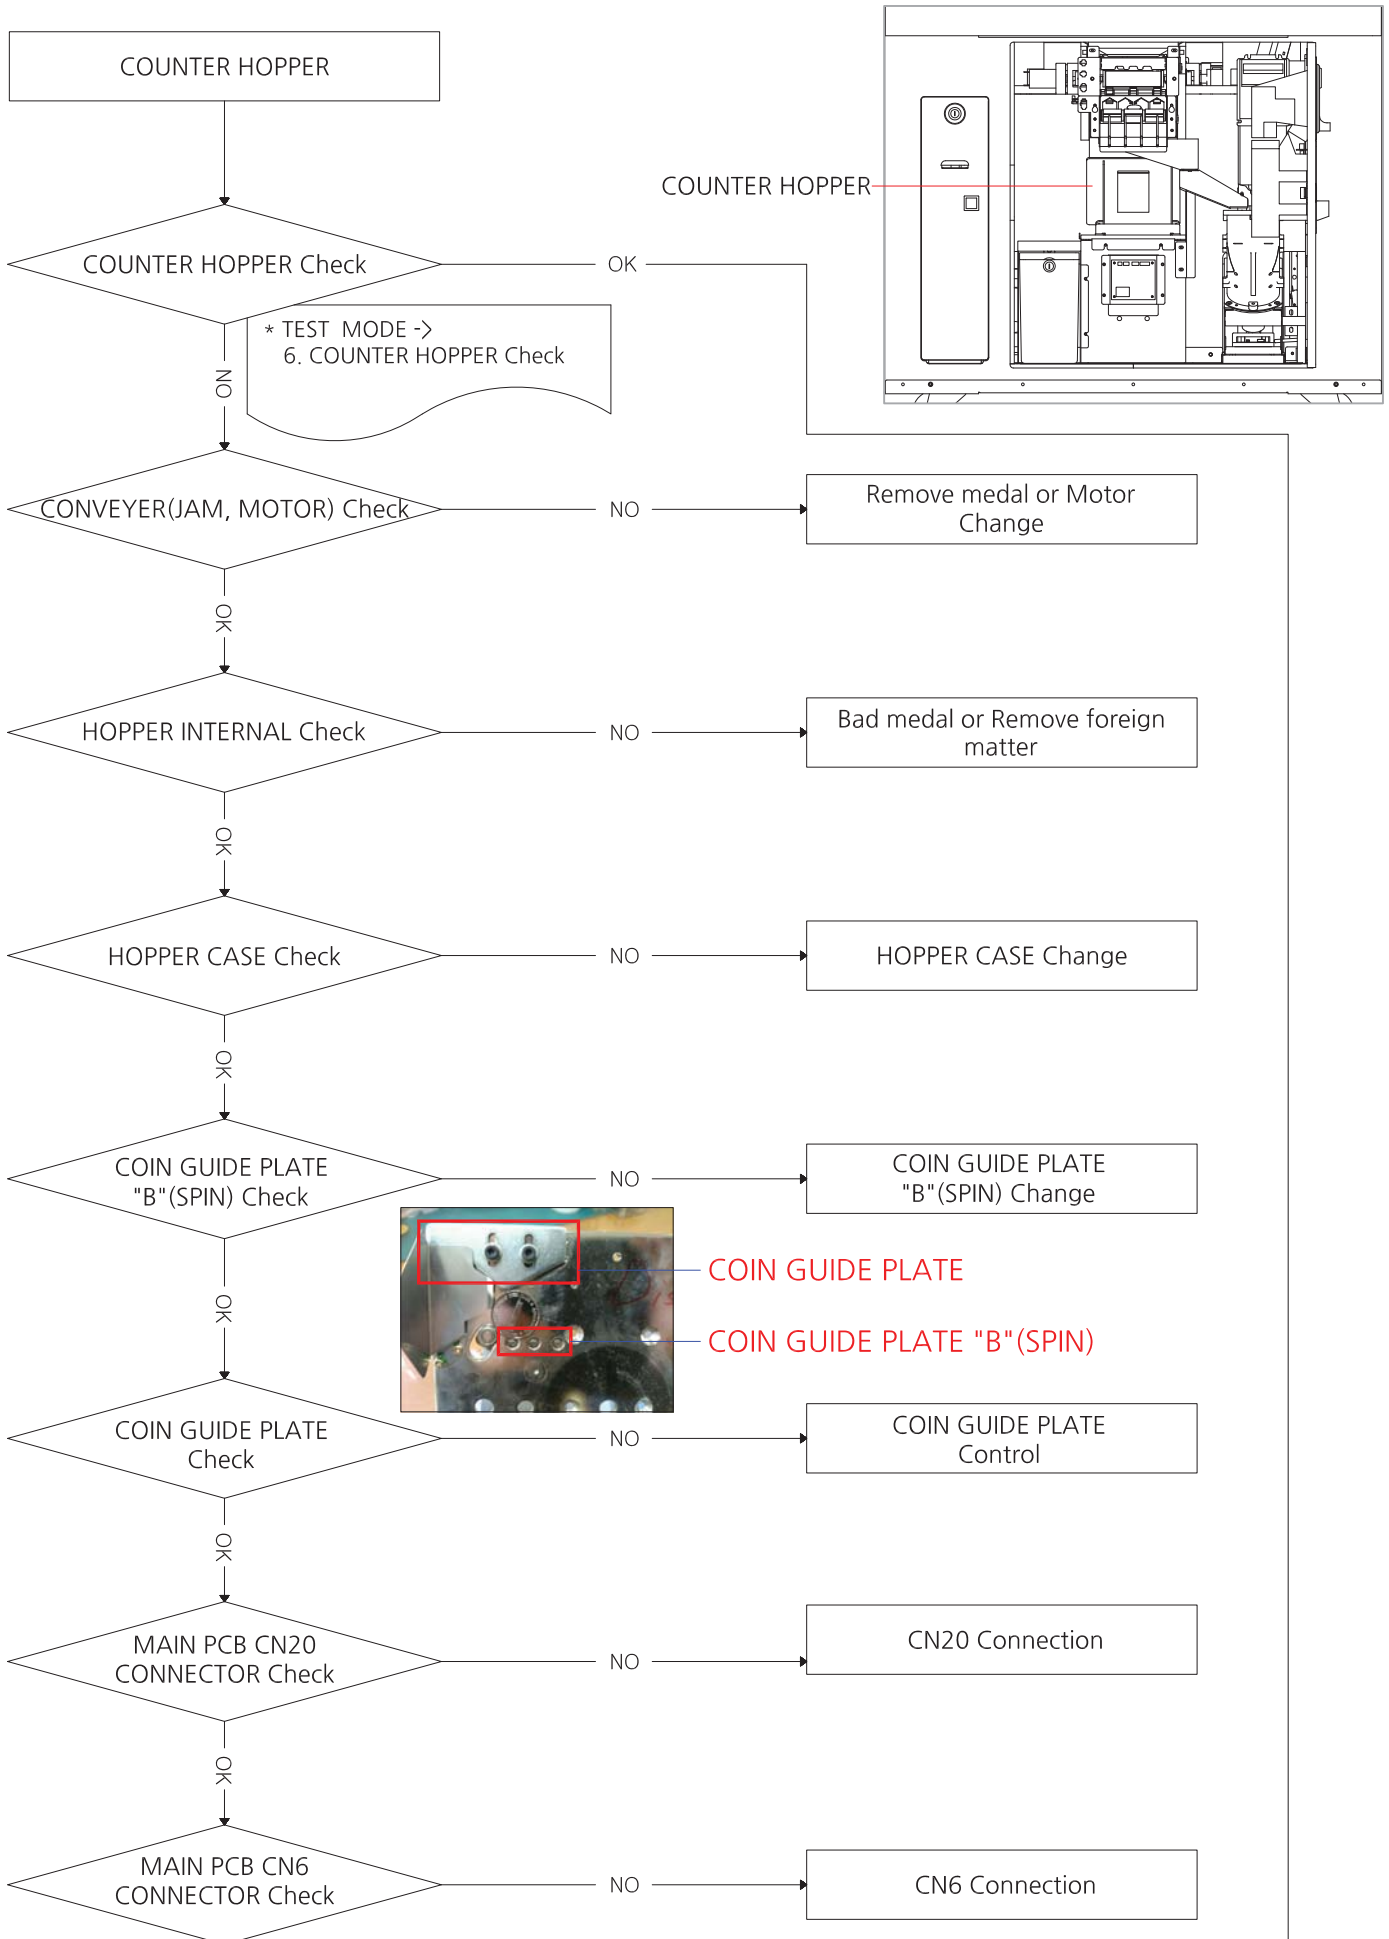 COUNTER HOPPER
COUNTER HOPPER
COUNTER HOPPER Check
OK
* TEST MODE ->
6. COUNTER HOPPER Check
NO
CONVEYER(JAM, MOTOR) Check
NO
Remove medal or Motor
Change
OK
HOPPER INTERNAL Check
NO
Bad medal or Remove foreign
matter
OK
HOPPER CASE Check
NO
HOPPER CASE Change
OK
COIN GUIDE PLATE
"B"(SPIN) Check
NO
COIN GUIDE PLATE
"B"(SPIN) Change
COIN GUIDE PLATE
COIN GUIDE PLATE "B"(SPIN)
OK
COIN GUIDE PLATE
Check
NO
COIN GUIDE PLATE
Control
OK
MAIN PCB CN20
CONNECTOR Check
NO
CN20 Connection
OK
MAIN PCB CN6
CONNECTOR Check
NO
CN6 Connection